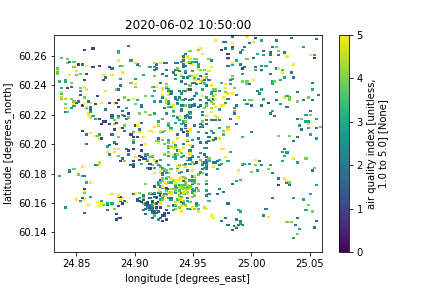 2020-06-02 10:50:00
60.26
60.24
60.22
60.20
60.18
60.16
60.14
latitude [degrees_north]
24.85 24.90 24.95 25.00 25.05
longitude [degrees_east]
5
4
3
2
1
0
air quality index [unitless,
1.0 to 5.0]] [None]